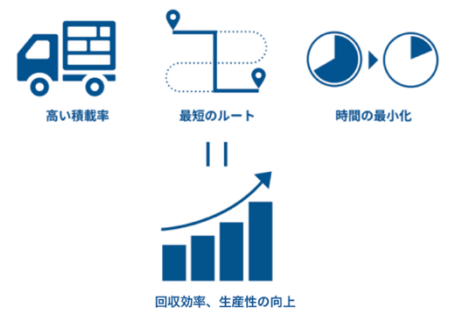 高い積載率
最短のルート
時間の最小化
回収効率、生産性の向上